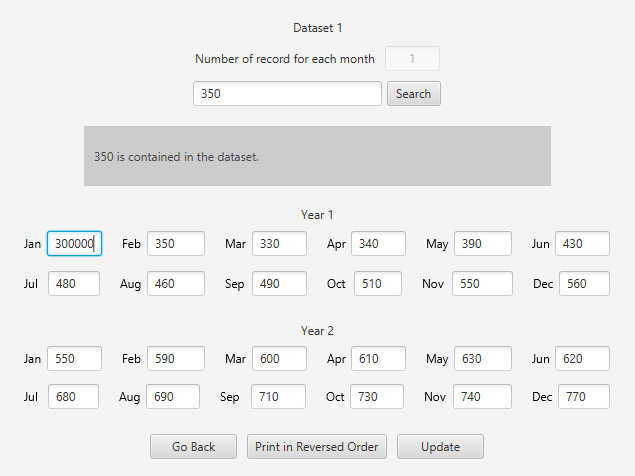 Dataset 1
Number of record for each month 1
350 Search
350 is contained in the dataset.
Year 1
Jan 300000 Feb 350 Mar 330 Apr 340 May 390 Jun 430
Jul 480 Aug 460 Sep 490 Oct 510 Nov 550 Dec 560
Year 2
Jan 550 Feb 590 Mar 600 Apr 610 May 630 Jun 620
Jul 680 Aug 690 Sep 710 Oct 730 Nov 740 Dec 770
Go Back Print in Reversed Order Update